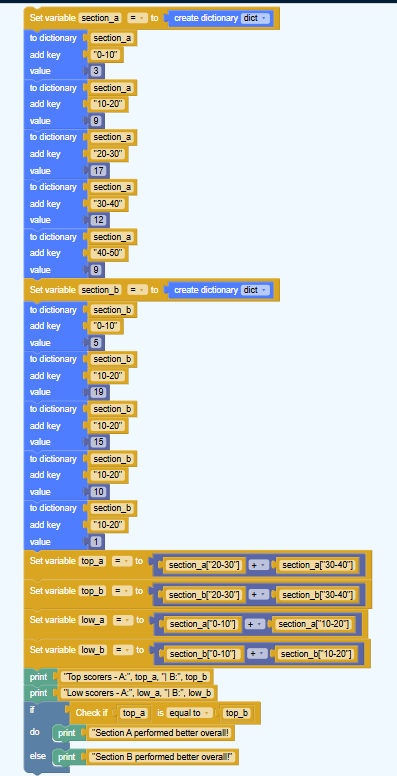 Set variable section_a = to create dictionary dict
to dictionary section_a
add key "0-10"
value 3
to dictionary section_a
add key "10-20"
value 9
to dictionary section_a
add key "20-30"
value 17
to dictionary section_a
add key "30-40"
value 12
to dictionary section_a
add key "40-50"
value 9
Set variable section_b = to create dictionary dict
to dictionary section_b
add key "0-10"
value 5
to dictionary section_b
add key "10-20"
value 19
to dictionary section_b
add key "10-20"
value 15
to dictionary section_b
add key "10-20"
value 10
to dictionary section_b
add key "10-20"
value 1
Set variable top_a = to section_a["20-30"] + section_a["30-40"]
Set variable top_b = to section_b["20-30"] + section_b["30-40"]
Set variable low_a = to section_a["0-10"] + section_a["10-20"]
Set variable low_b = to section_b["0-10"] + section_b["10-20"]
print "Top scorers - A:", top_a, "| B:", top_b
print "Low scorers - A:", low_a, "| B:", low_b
if Check if top_a is equal to top_b
do print "Section A performed better overall!
else print "Section B performed better overall!"